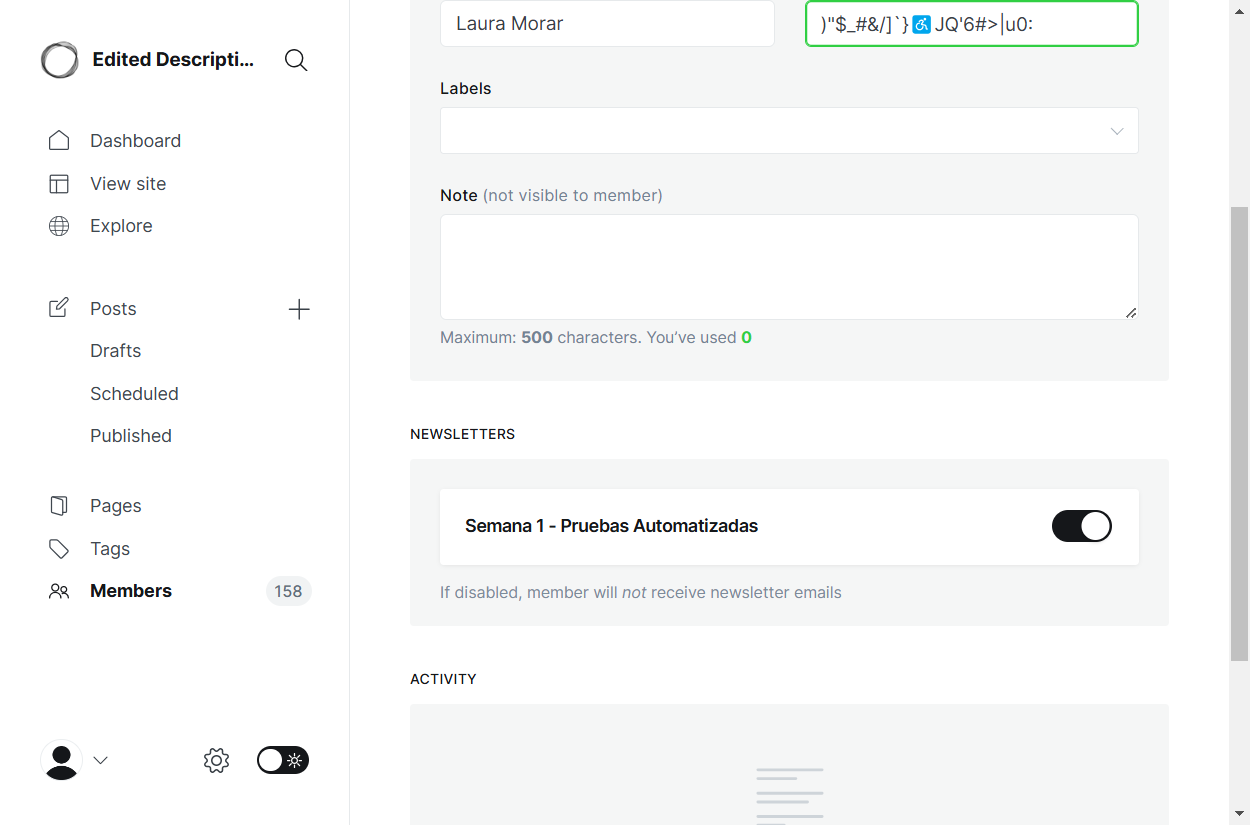 Edited Descripti...
Dashboard
View site
Explore
Posts
Drafts
Scheduled
Published
Pages
Tags
Members 158
Laura Morar
)"$_#&/]`}♿JQ'6#>|u0:
Labels
Note (not visible to member)
Maximum: 500 characters. You’ve used 0
NEWSLETTERS
Semana 1 - Pruebas Automatizadas
If disabled, member will not receive newsletter emails
ACTIVITY